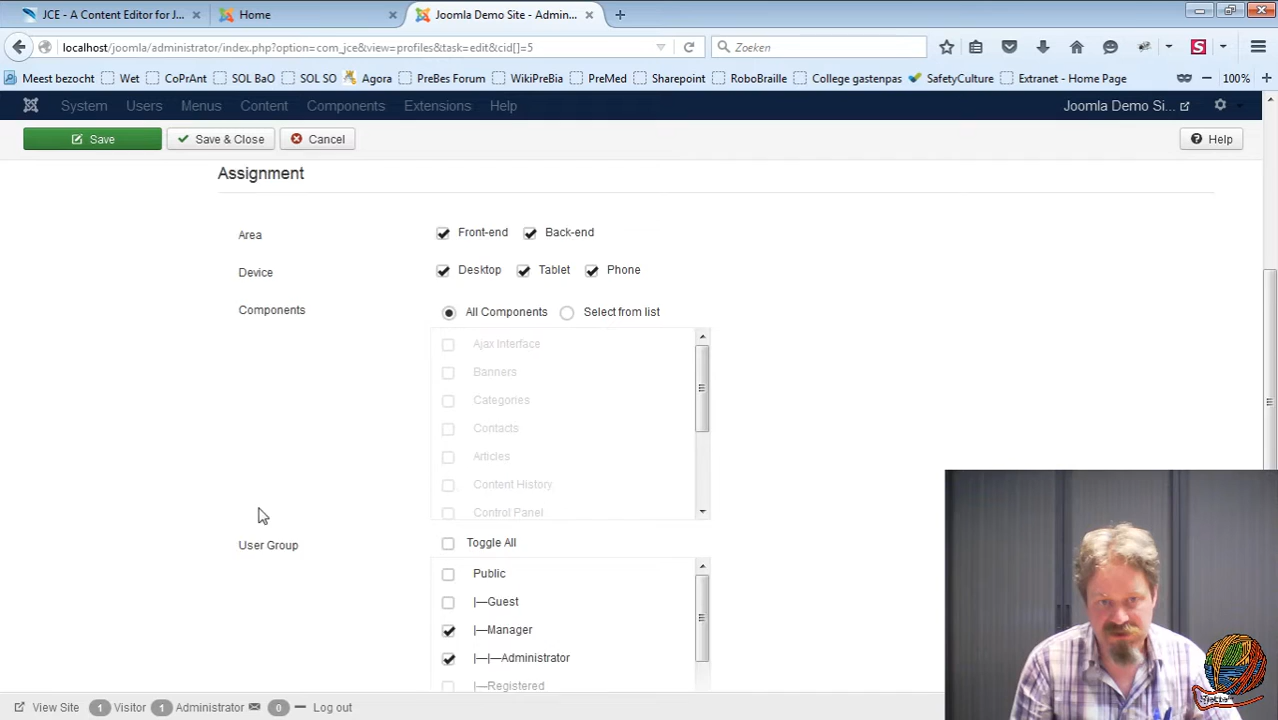 JCE - A Content Editor for J...
Home
Joomla Demo Site - Admin...
localhost/joomla/administrator/index.php?option=com_jce&view=profiles&task=edit&cid[]=5
Zoeken
Meest bezocht Wet CoPrAnt SOL BaO SOL SO Agora PreBes Forum WikiPreBia PreMed Sharepoint RoboBraille College gastenpas SafetyCulture Extranet - Home Page 100%
System Users Menus Content Components Extensions Help Joomla Demo Si...
Save Save & Close Cancel Help
Assignment
Area Front-end Back-end
Device Desktop Tablet Phone
Components All Components Select from list
Ajax Interface
Banners
Categories
Contacts
Articles
Content History
Control Panel
User Group Toggle All
Public
|—Guest
|—Manager
|—|—Administrator
|—Registered
View Site 1 Visitor 1 Administrator 0 Log out